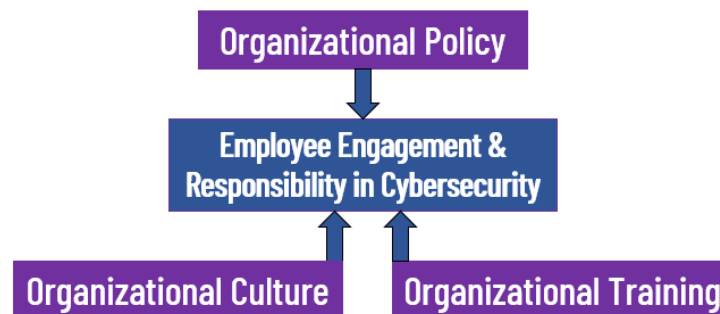 Organizational Policy
Employee Engagement &
Responsibility in Cybersecurity
Organizational Culture
Organizational Training